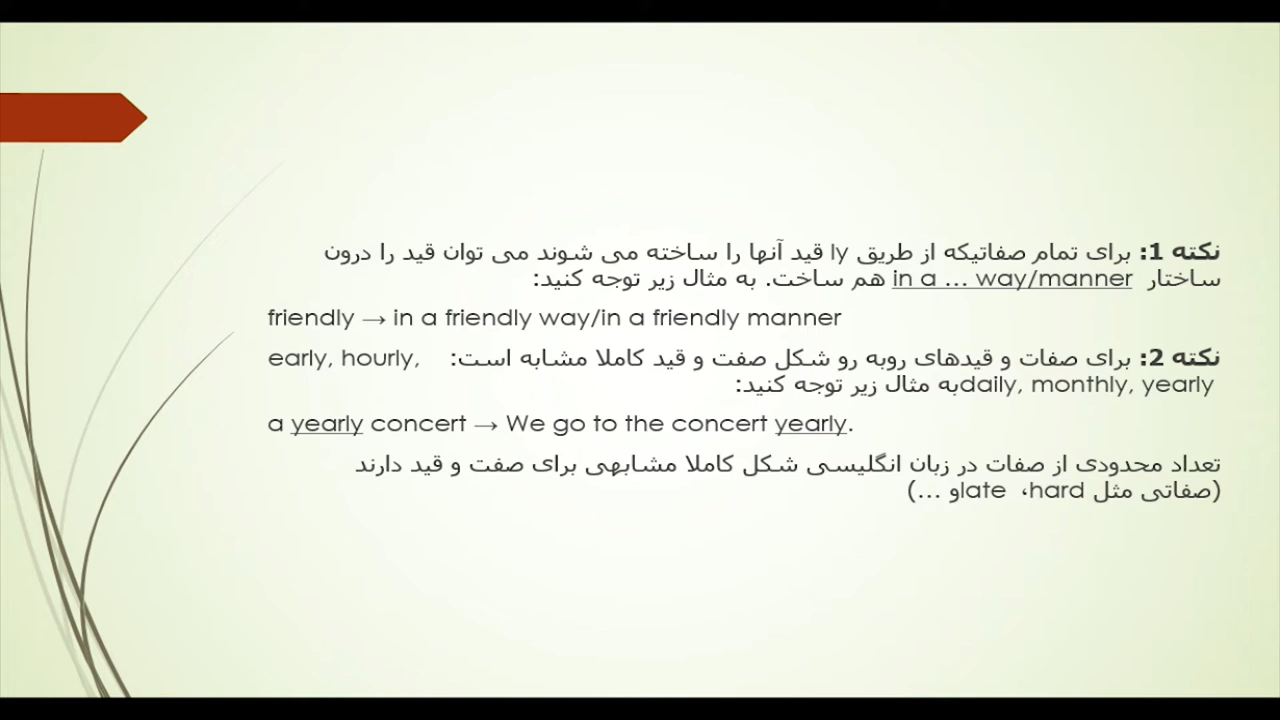 نکته 1: برای تمام صفاتیکه از طریق ly قید آنها را ساخته می شوند می توان قید را درون
ساختار in a … way/manner هم ساخت. به مثال زیر توجه کنید:
friendly → in a friendly way/in a friendly manner
نکته 2: برای صفات و قیدهای روبه رو شکل صفت و قید کاملا مشابه است: early, hourly,
daily, monthly, yearly به مثال زیر توجه کنید:
a yearly concert → We go to the concert yearly.
تعداد محدودی از صفات در زبان انگلیسی شکل کاملا مشابهی برای صفت و قید دارند
(صفاتی مثل hard، late و …)